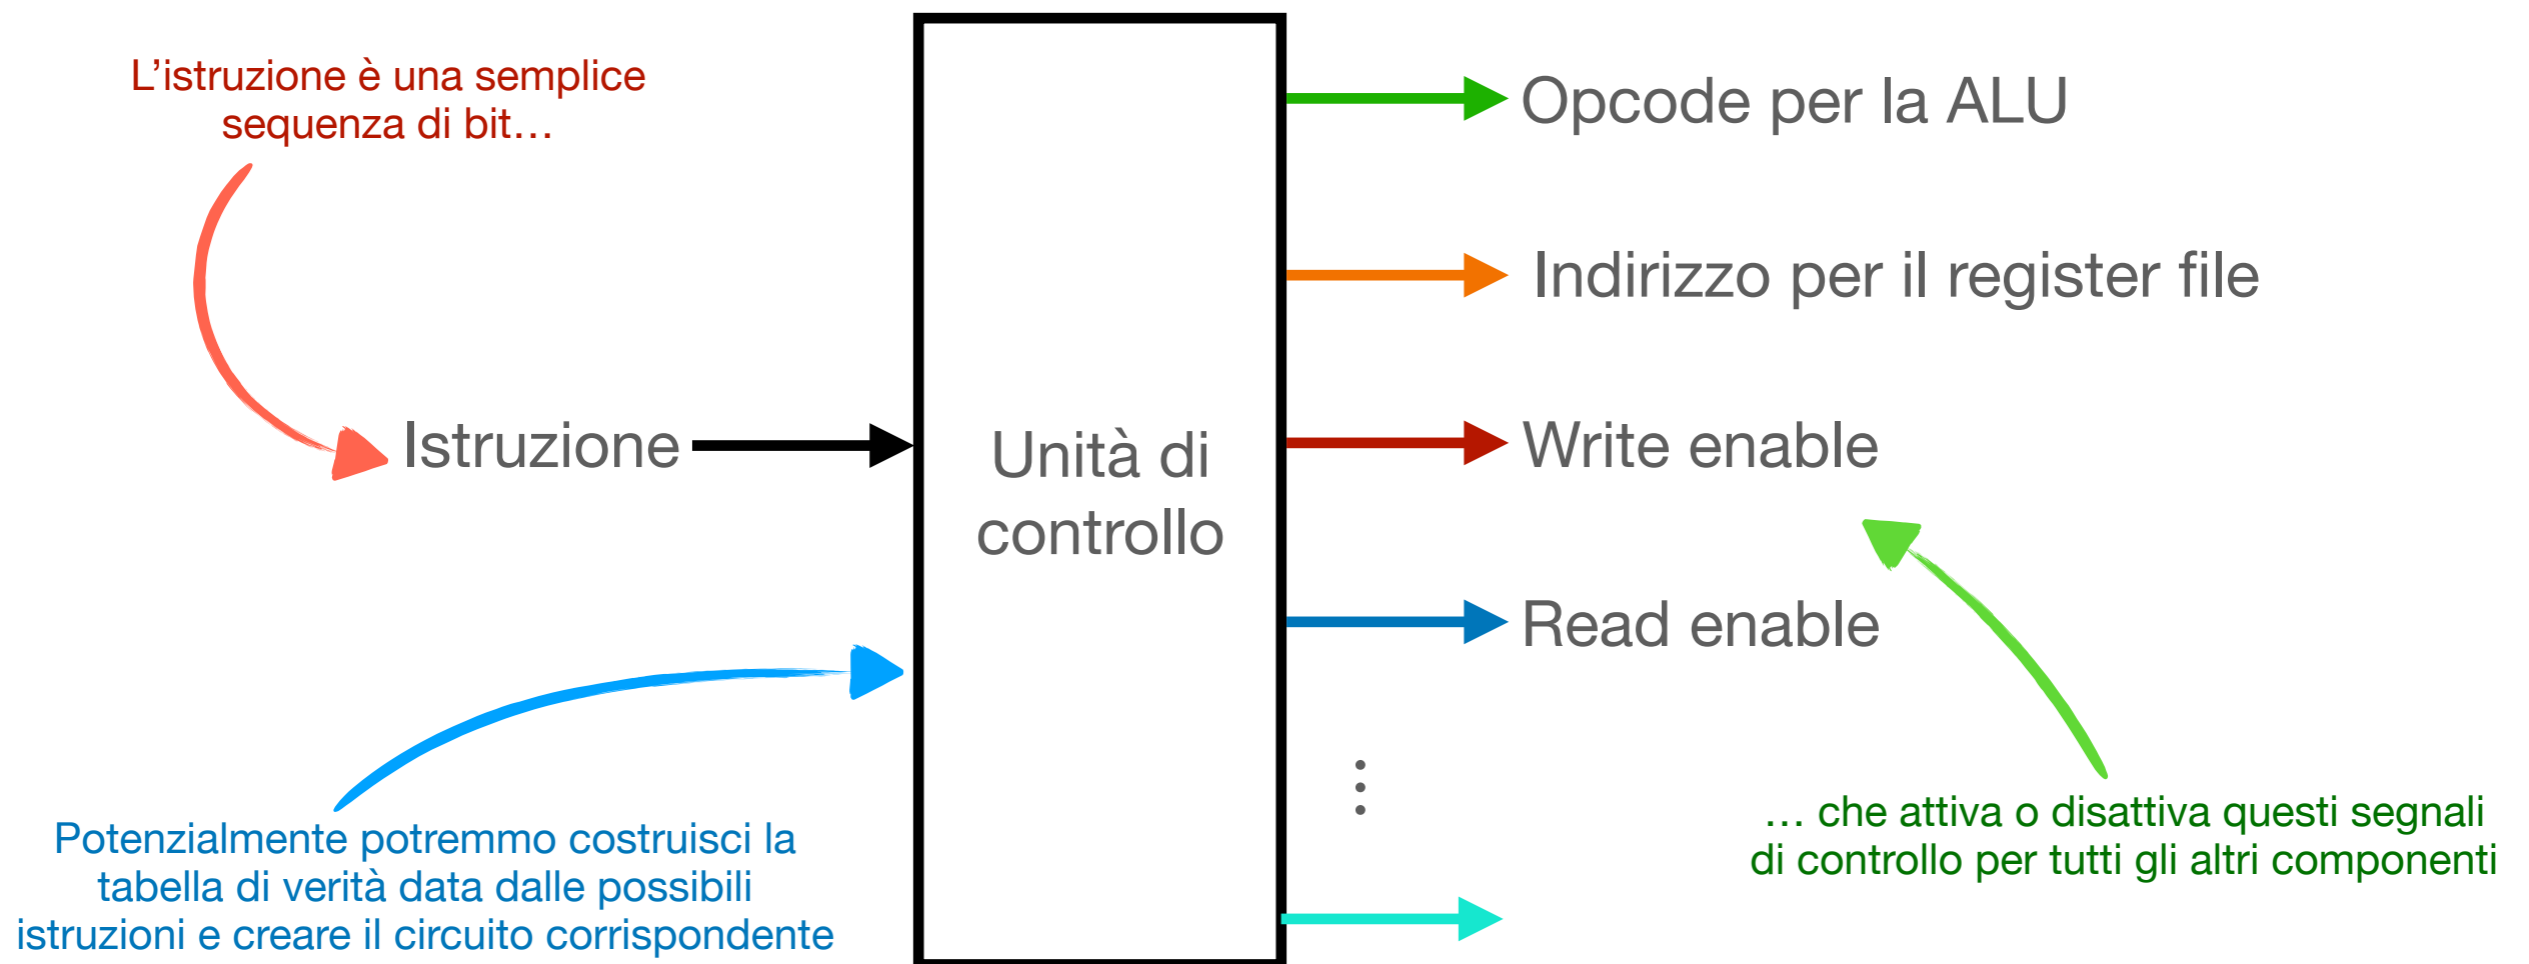 L’istruzione è una semplice
sequenza di bit…
Istruzione
Unità di
controllo
Opcode per la ALU
Indirizzo per il register file
Write enable
Read enable
⋮
Potenzialmente potremmo costruisci la
tabella di verità data dalle possibili
istruzioni e creare il circuito corrispondente
… che attiva o disattiva questi segnali
di controllo per tutti gli altri componenti